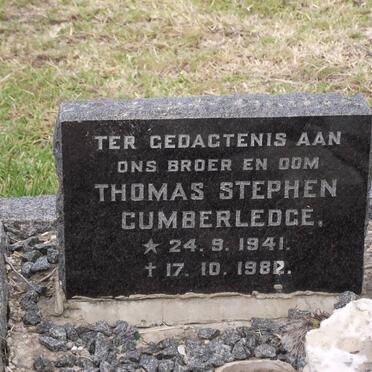 TER GEDAGTENIS AAN
ONS BROER EN OOM
THOMAS STEPHEN
CUMBERLEDGE.
★ 24. 9. 1941.
✝ 17. 10. 1982.